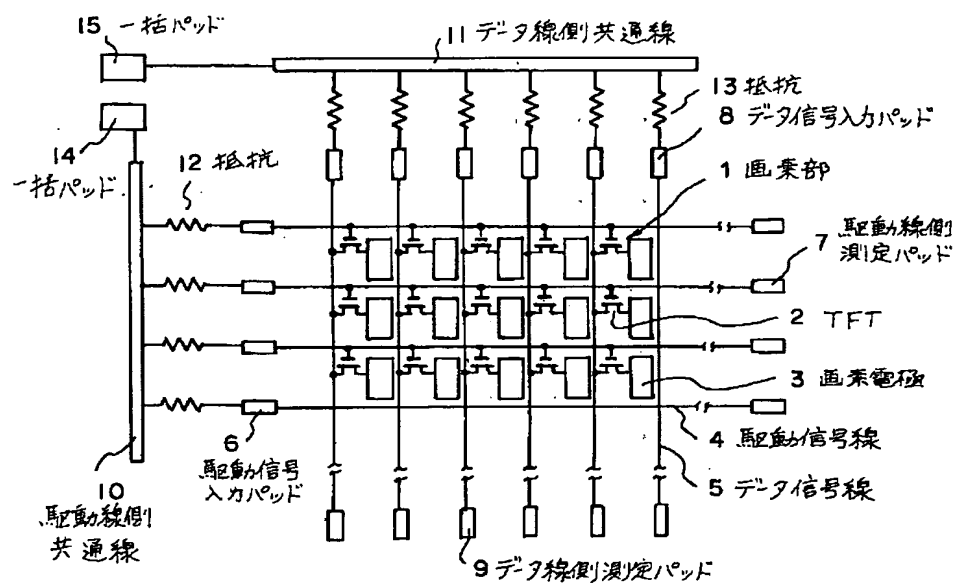 15 一括パッド
11 データ線側共通線
13 抵抗
8 データ信号入力パッド
14
一括パッド
12 抵抗
1 画素部
7 駆動線側
測定パッド
2 TFT
3 画素電極
4 駆動信号線
6
駆動信号
入力パッド
5 データ信号線
10
駆動線側
共通線
9 データ線側測定パッド